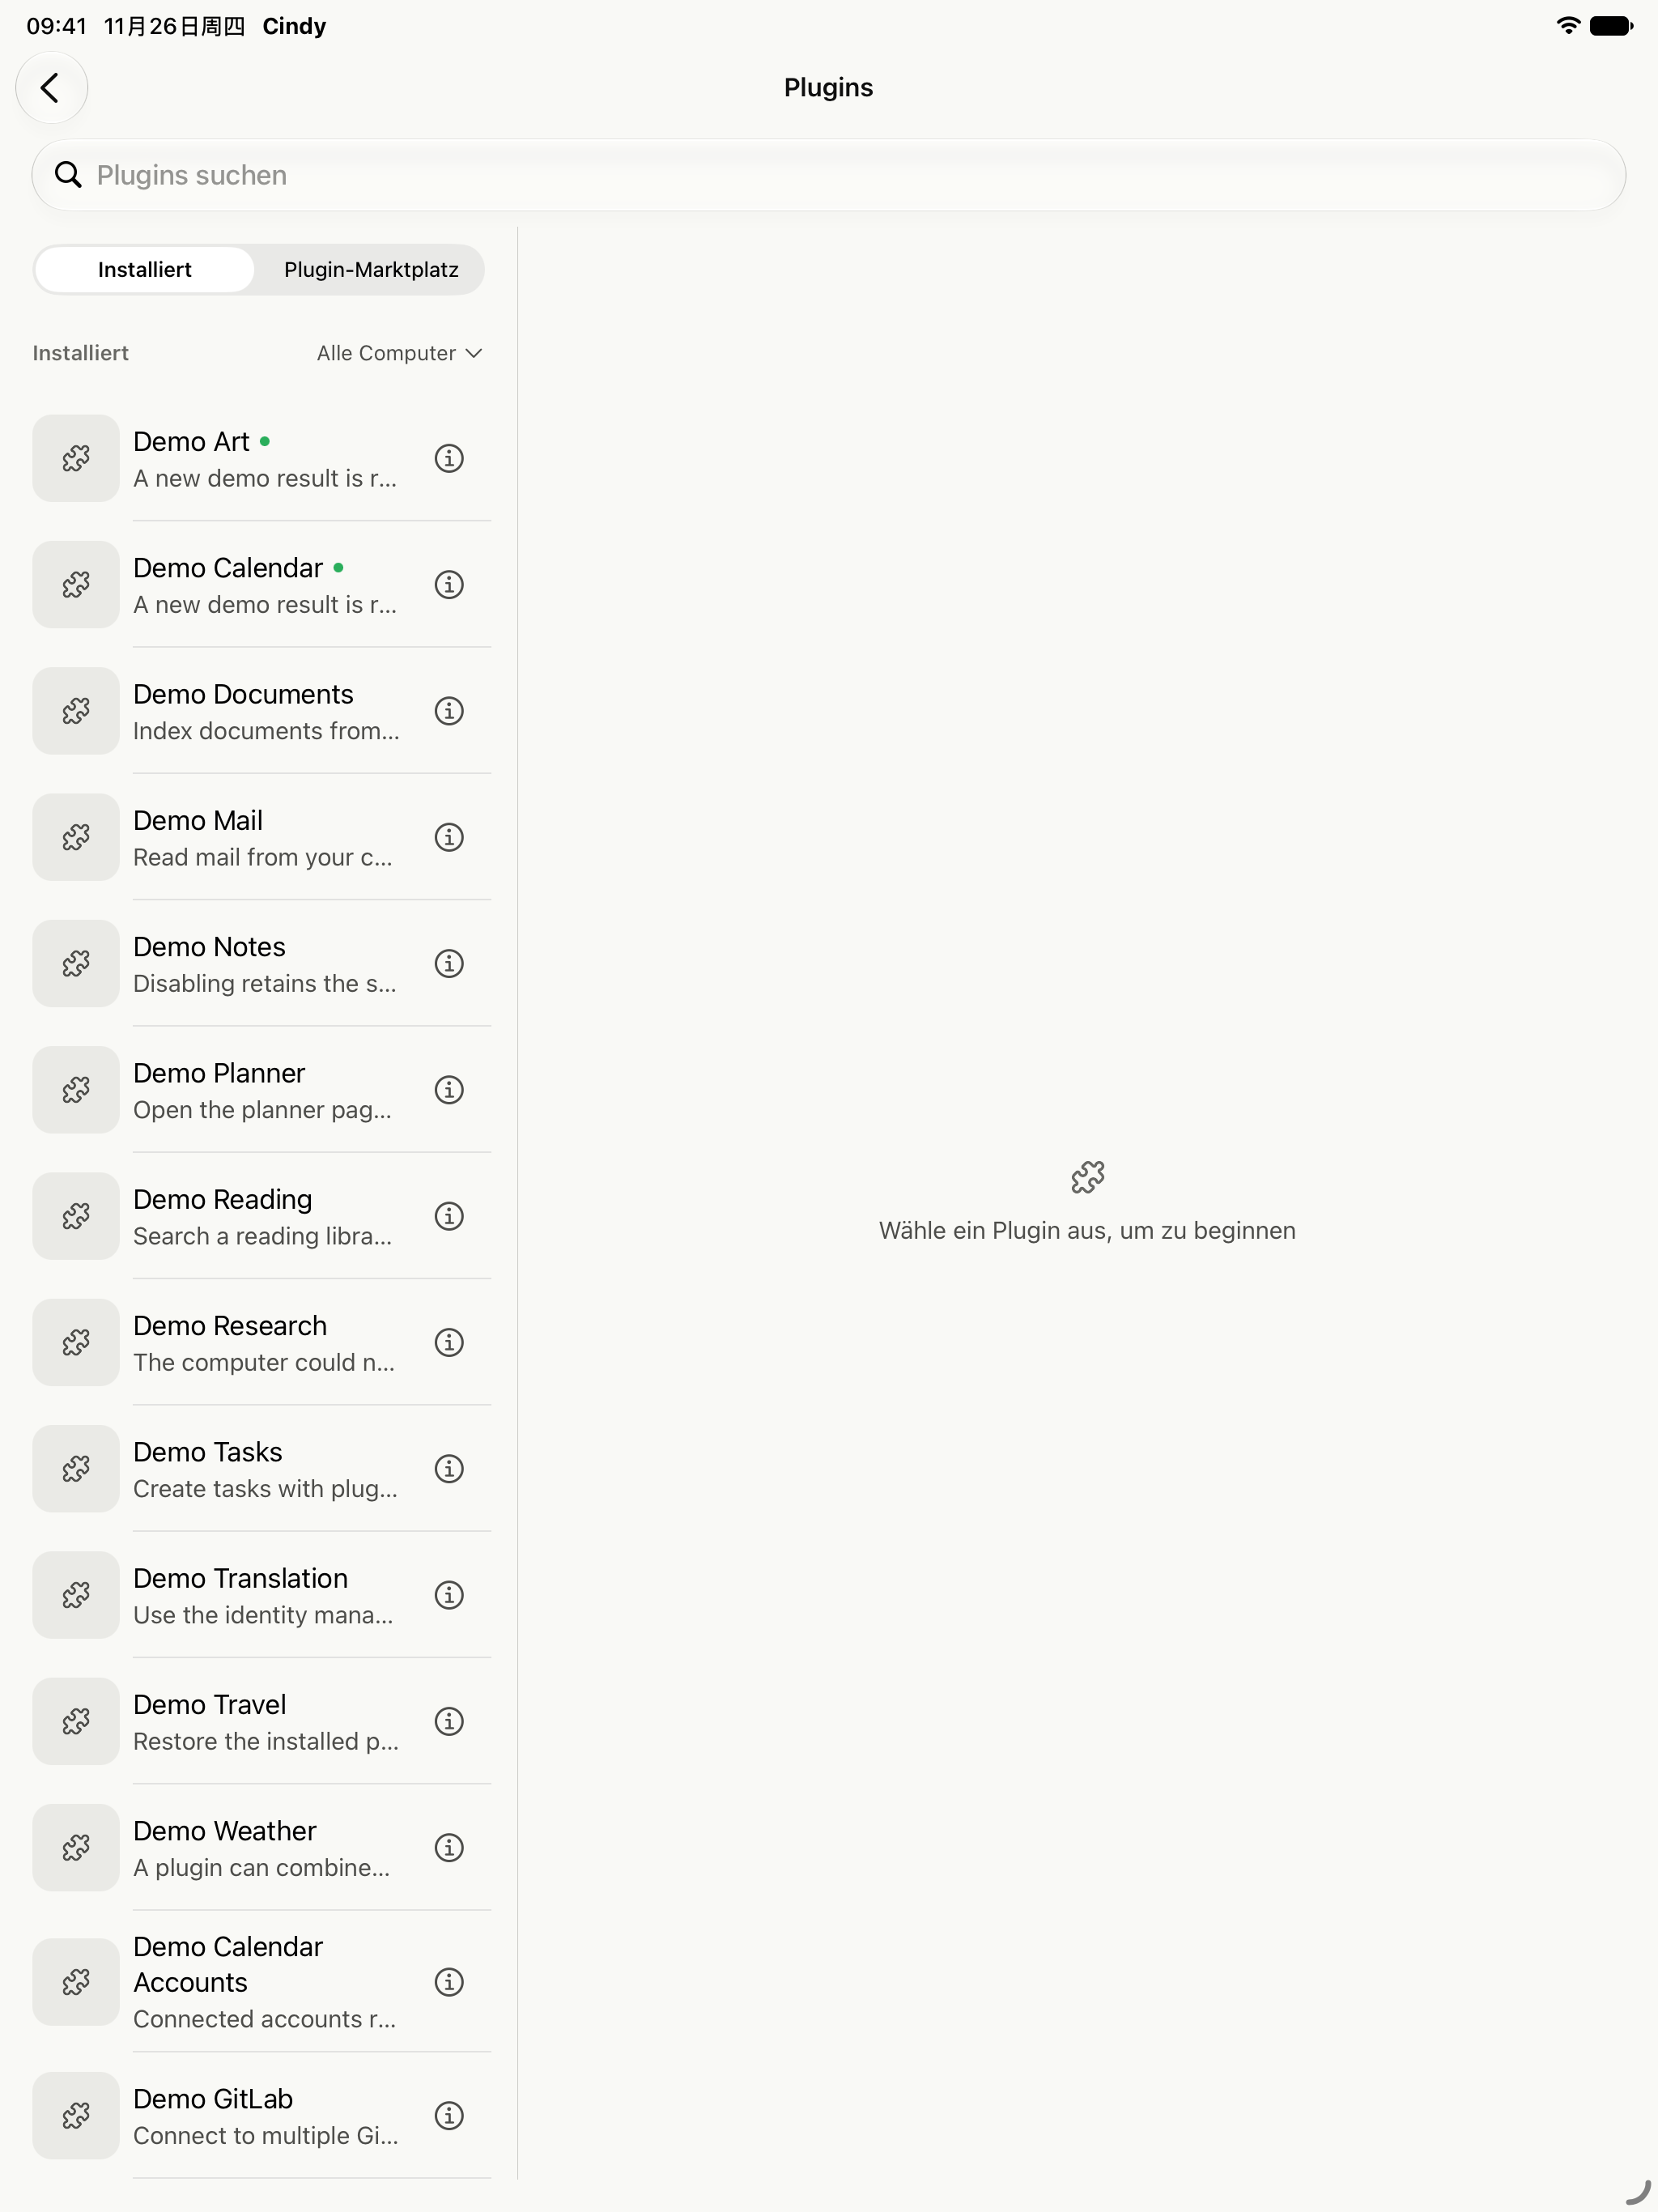 09:41 11月26日周四 Cindy
Plugins
Plugins suchen
Installiert Plugin-Marktplatz
Installiert Alle Computer
Demo Art
A new demo result is r...
Demo Calendar
A new demo result is r...
Demo Documents
Index documents from...
Demo Mail
Read mail from your c...
Demo Notes
Disabling retains the s...
Demo Planner
Open the planner pag...
Demo Reading
Search a reading libra...
Demo Research
The computer could n...
Demo Tasks
Create tasks with plug...
Demo Translation
Use the identity mana...
Demo Travel
Restore the installed p...
Demo Weather
A plugin can combine...
Demo Calendar
Accounts
Connected accounts r...
Demo GitLab
Connect to multiple Gi...
Wähle ein Plugin aus, um zu beginnen